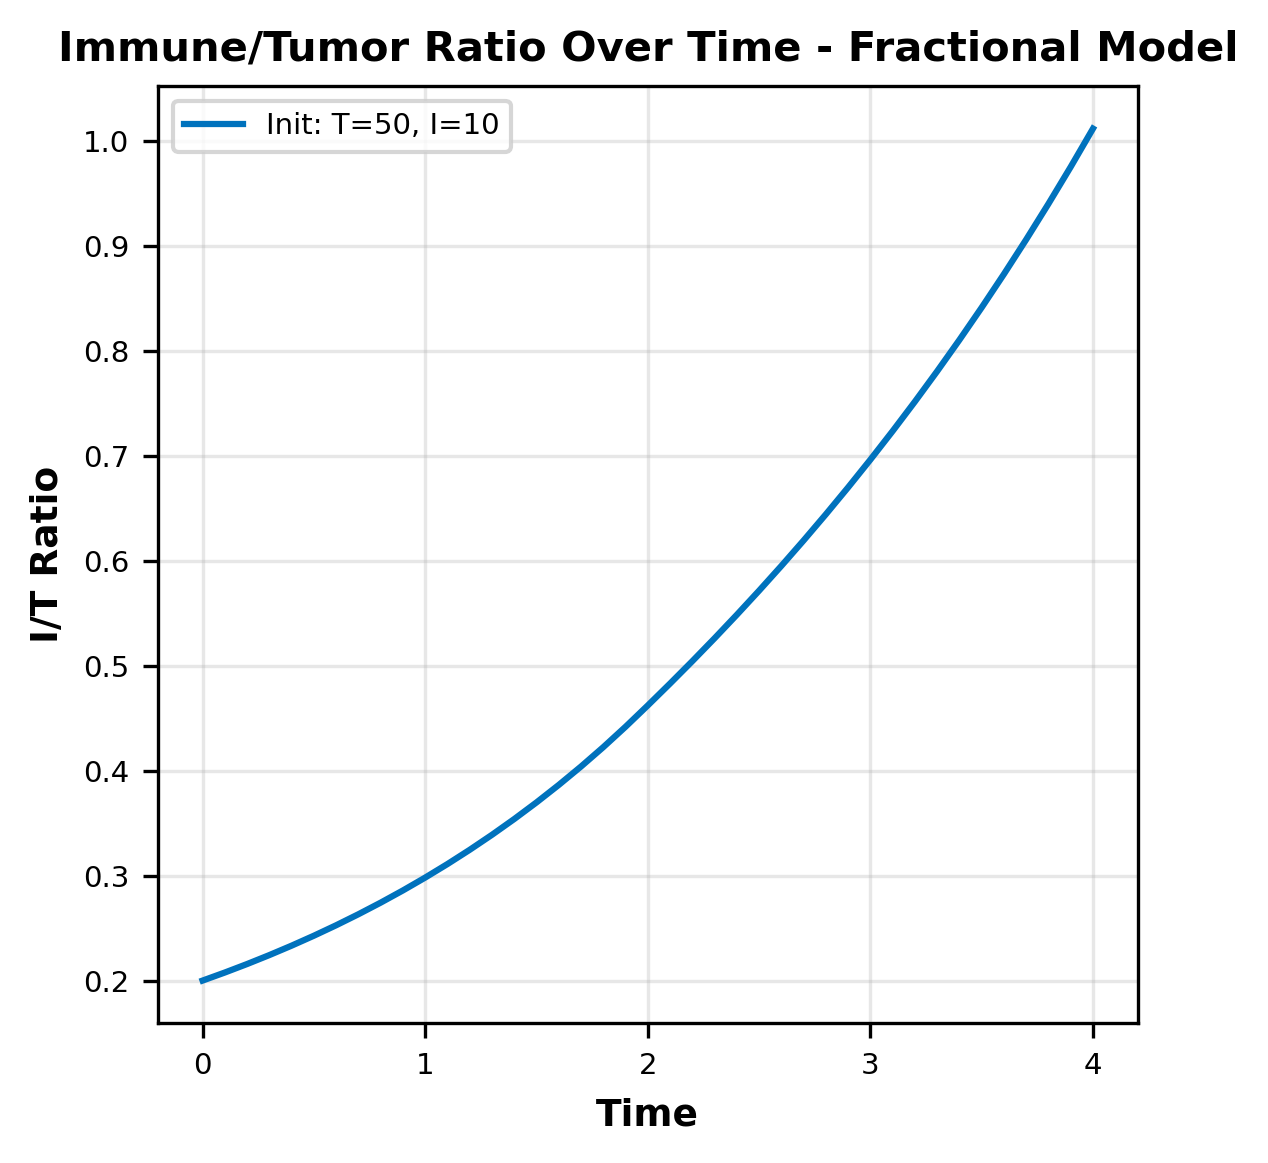 Immune/Tumor Ratio Over Time - Fractional Model
Init: T=50, I=10
I/T Ratio
1.0
0.9
0.8
0.7
0.6
0.5
0.4
0.3
0.2
0 1 2 3 4
Time